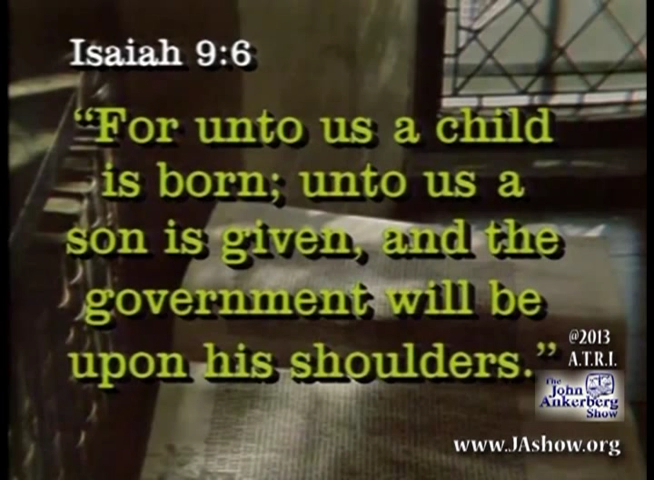 Isaiah 9:6
“For unto us a child
is born; unto us a
son is given, and the
government will be
upon his shoulders.”
@2013
A.T.R.I.
The
John
Ankerberg
Show
www.JAshow.org